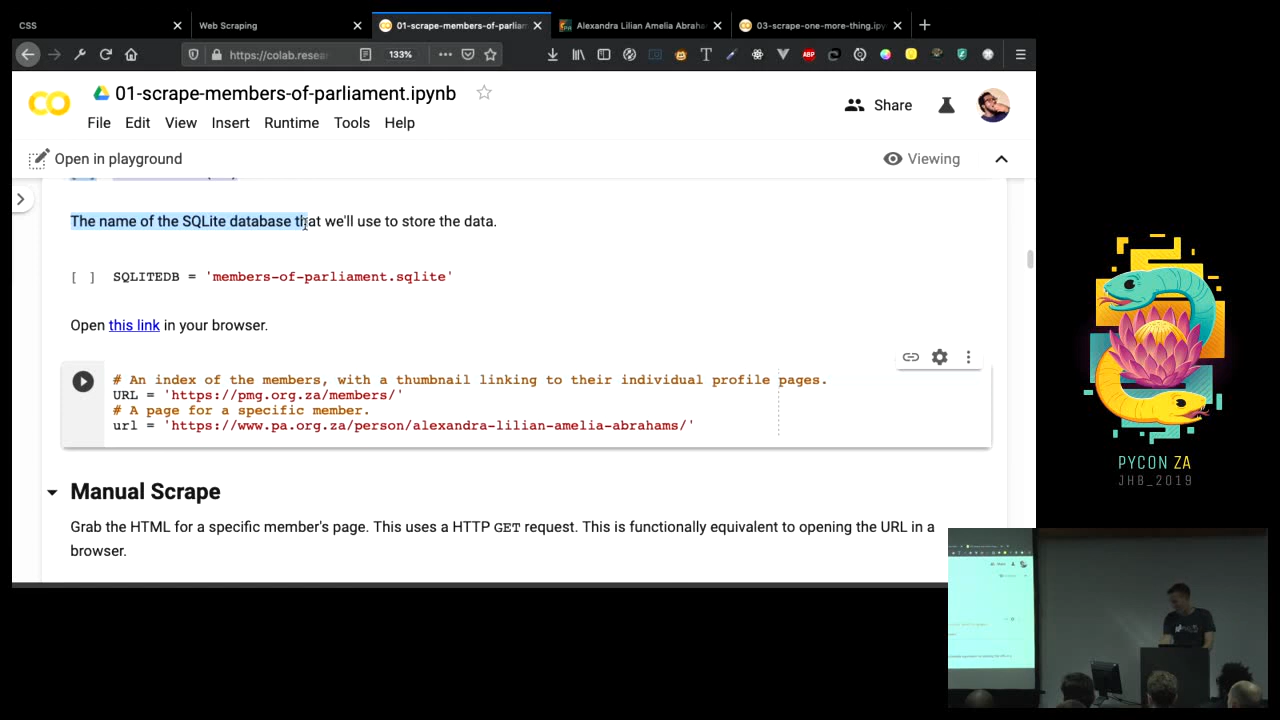 CSS
Web Scraping
01-scrape-members-of-parliam
Alexandra Lilian Amelia Abraha
03-scrape-one-more-thing.ipy
https://colab.resea
133%
ABP
CO
01-scrape-members-of-parliament.ipynb
File Edit View Insert Runtime Tools Help
Share
Open in playground
Viewing
The name of the SQLite database that we'll use to store the data.
[ ] SQLITEDB = 'members-of-parliament.sqlite'
Open this link in your browser.
# An index of the members, with a thumbnail linking to their individual profile pages.
URL = 'https://pmg.org.za/members/'
# A page for a specific member.
url = 'https://www.pa.org.za/person/alexandra-lilian-amelia-abrahams/'
Manual Scrape
Grab the HTML for a specific member's page. This uses a HTTP GET request. This is functionally equivalent to opening the URL in a
browser.
PYCON ZA
JHB_2019